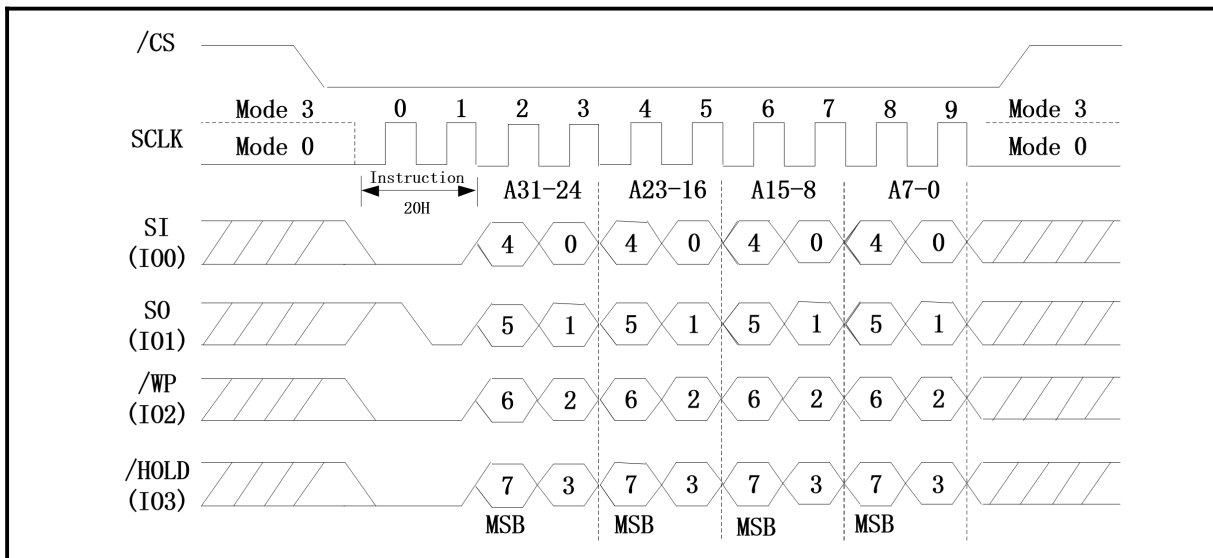 /CS
Mode 3 0 1 2 3 4 5 6 7 8 9 Mode 3
SCLK
Mode 0 Mode 0
Instruction
20H
A31-24 A23-16 A15-8 A7-0
SI
(IO0)
4 0 4 0 4 0 4 0
SO
(IO1)
5 1 5 1 5 1 5 1
/WP
(IO2)
6 2 6 2 6 2 6 2
/HOLD
(IO3)
7 3 7 3 7 3 7 3
MSB MSB MSB MSB